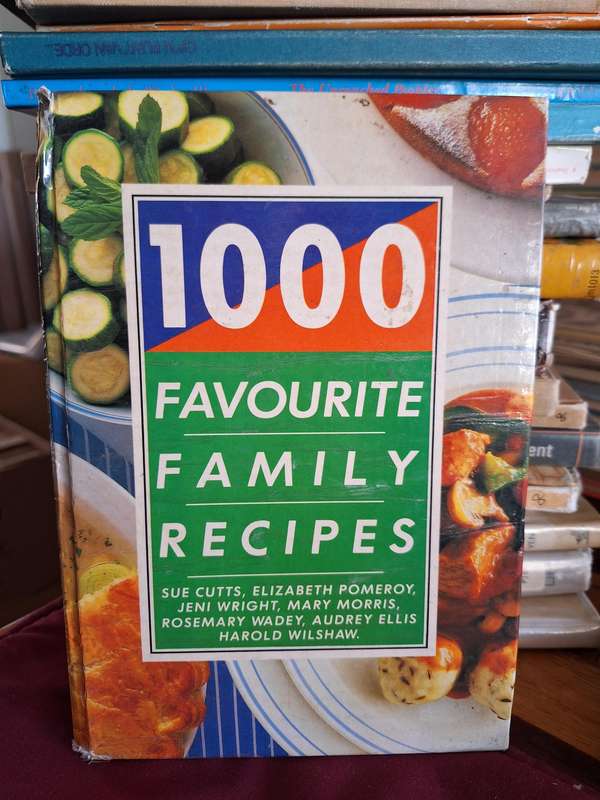 1000
FAVOURITE
FAMILY
RECIPES
SUE CUTTS, ELIZABETH POMEROY,
JENI WRIGHT, MARY MORRIS,
ROSEMARY WADEY, AUDREY ELLIS
HAROLD WILSHAW.